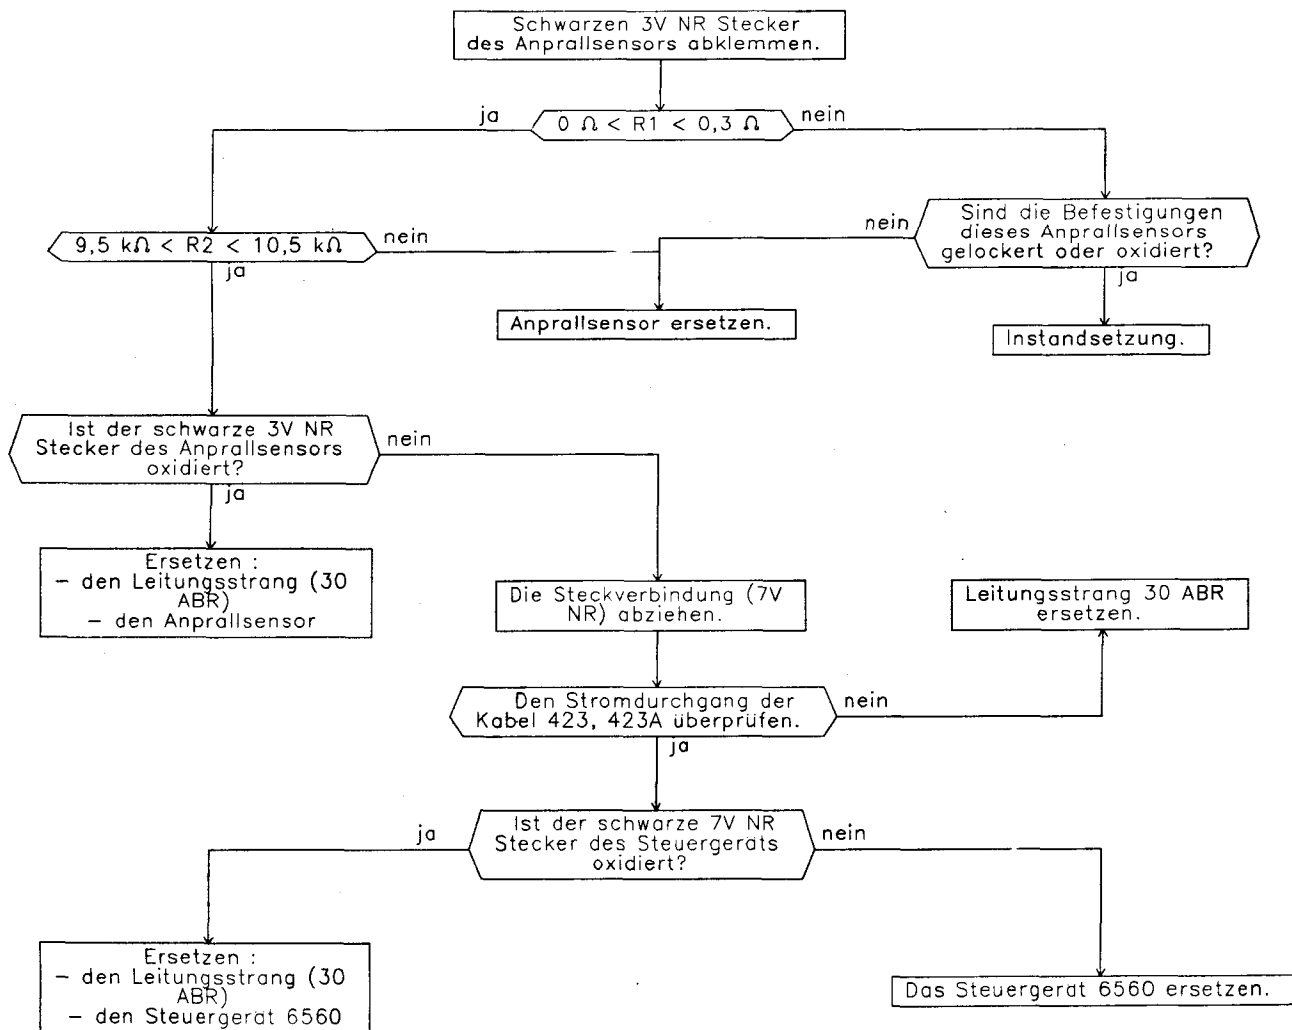 Schwarzen 3V NR Stecker
des Anprallsensors abklemmen.
ja
0 Ω < R1 < 0,3 Ω
nein
9,5 kΩ < R2 < 10,5 kΩ
nein
ja
nein
Sind die Befestigungen
dieses Anprallsensors
gelockert oder oxidiert?
ja
Anprallsensor ersetzen.
Instandsetzung.
Ist der schwarze 3V NR
Stecker des Anprallsensors
oxidiert?
nein
ja
Ersetzen :
– den Leitungsstrang (30
ABR)
– den Anprallsensor
Die Steckverbindung (7V
NR) abziehen.
Leitungsstrang 30 ABR
ersetzen.
Den Stromdurchgang der
Kabel 423, 423A überprüfen.
nein
ja
ja
Ist der schwarze 7V NR
Stecker des Steuergeräts
oxidiert?
nein
Ersetzen :
– den Leitungsstrang (30
ABR)
– den Steuergerät 6560
Das Steuergerät 6560 ersetzen.